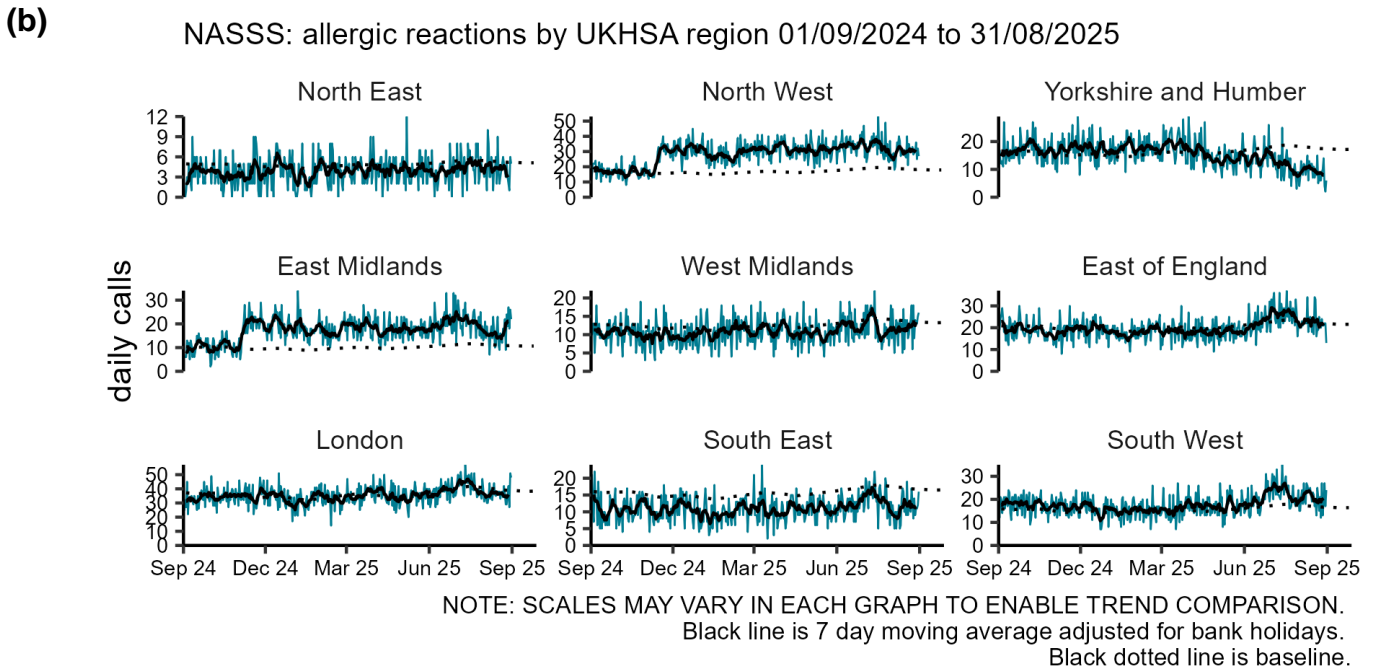 (b)
NASSS: allergic reactions by UKHSA region 01/09/2024 to 31/08/2025
daily calls
North East
12
9
6
3
0
North West
50
40
30
20
10
0
Yorkshire and Humber
20
10
0
East Midlands
30
20
10
0
West Midlands
20
15
10
5
0
East of England
30
20
10
0
London
50
40
30
20
10
0
Sep 24 Dec 24 Mar 25 Jun 25 Sep 25
South East
20
15
10
5
0
Sep 24 Dec 24 Mar 25 Jun 25 Sep 25
South West
30
20
10
0
Sep 24 Dec 24 Mar 25 Jun 25 Sep 25
NOTE: SCALES MAY VARY IN EACH GRAPH TO ENABLE TREND COMPARISON.
Black line is 7 day moving average adjusted for bank holidays.
Black dotted line is baseline.